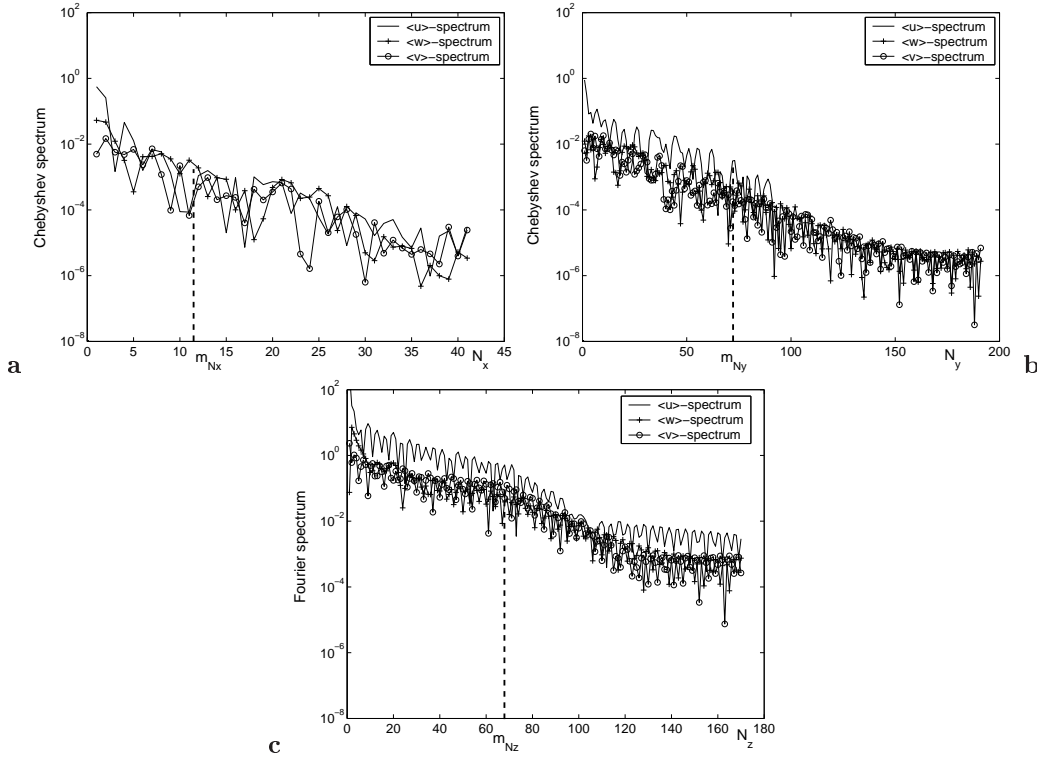 a
10^2
10^0
10^−2
10^−4
10^−6
10^−8
Chebyshev spectrum
<u>−spectrum
<w>−spectrum
<v>−spectrum
0 5 10 15 20 25 30 35 40 45
m_Nx
N_x
b
10^2
10^0
10^−2
10^−4
10^−6
10^−8
Chebyshev spectrum
<u>−spectrum
<w>−spectrum
<v>−spectrum
0 50 100 150 200
m_Ny
N_y
c
10^2
10^0
10^−2
10^−4
10^−6
10^−8
Fourier spectrum
<u>−spectrum
<w>−spectrum
<v>−spectrum
0 20 40 60 80 100 120 140 160 180
m_Nz
N_z